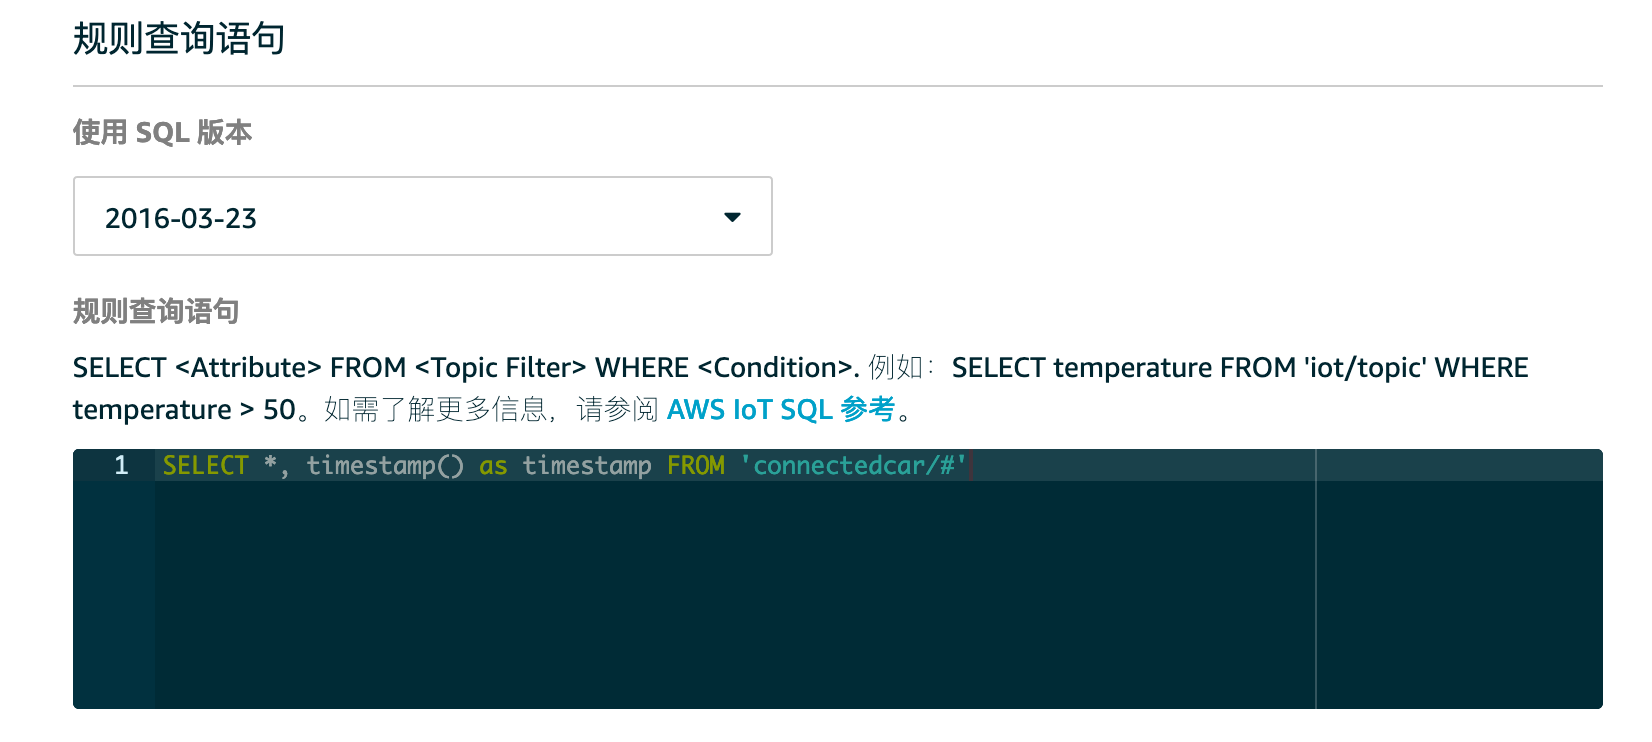 规则查询语句
使用 SQL 版本
2016-03-23
规则查询语句
SELECT <Attribute> FROM <Topic Filter> WHERE <Condition>. 例如：SELECT temperature FROM 'iot/topic' WHERE
temperature > 50。如需了解更多信息，请参阅 AWS IoT SQL 参考。
1 SELECT *, timestamp() as timestamp FROM 'connectedcar/#'